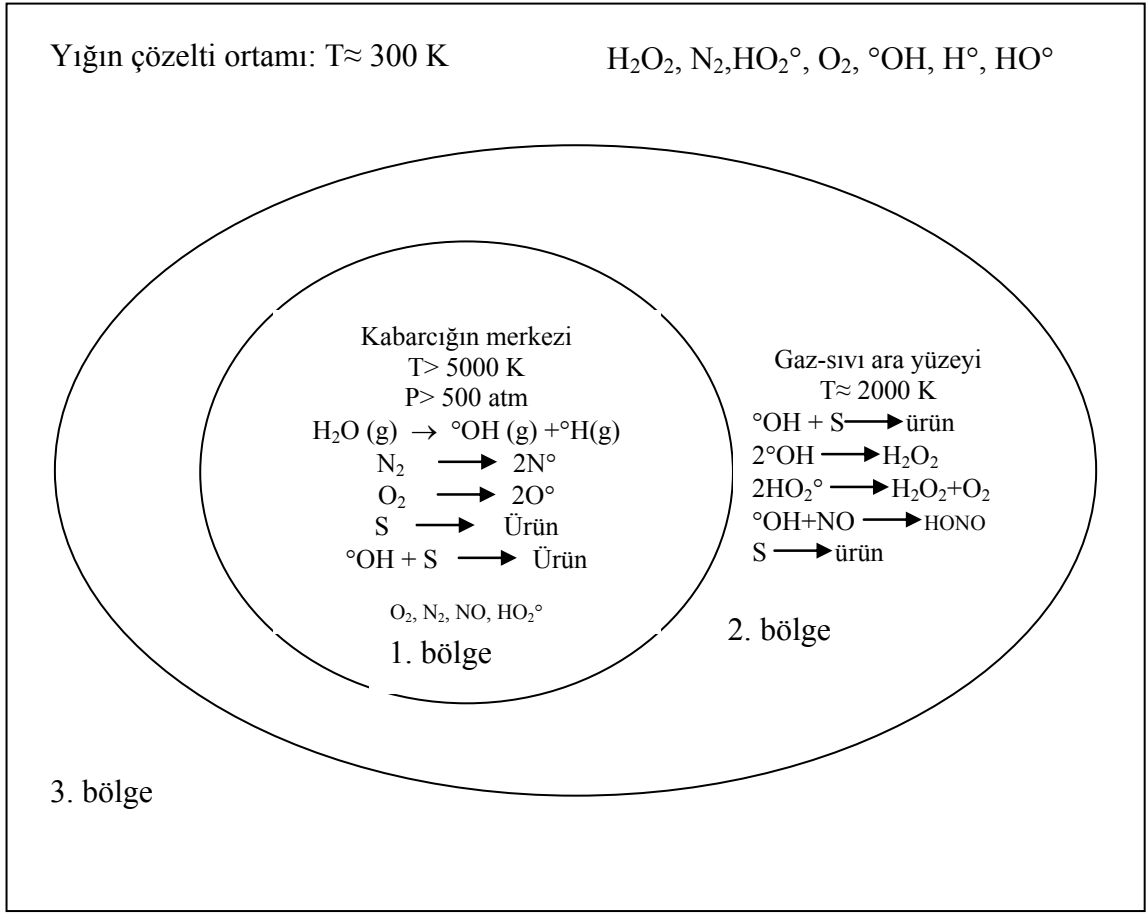 Yığın çözelti ortamı: T≈ 300 K
H₂O₂, N₂,HO₂°, O₂, °OH, H°, HO°
Kabarcığın merkezi
T> 5000 K
P> 500 atm
H₂O (g) → °OH (g) +°H(g)
N₂ → 2N°
O₂ → 2O°
S → Ürün
°OH + S → Ürün
O₂, N₂, NO, HO₂°
1. bölge
Gaz-sıvı ara yüzeyi
T≈ 2000 K
°OH + S→ürün
2°OH →H₂O₂
2HO₂° →H₂O₂+O₂
°OH+NO →HONO
S →ürün
2. bölge
3. bölge